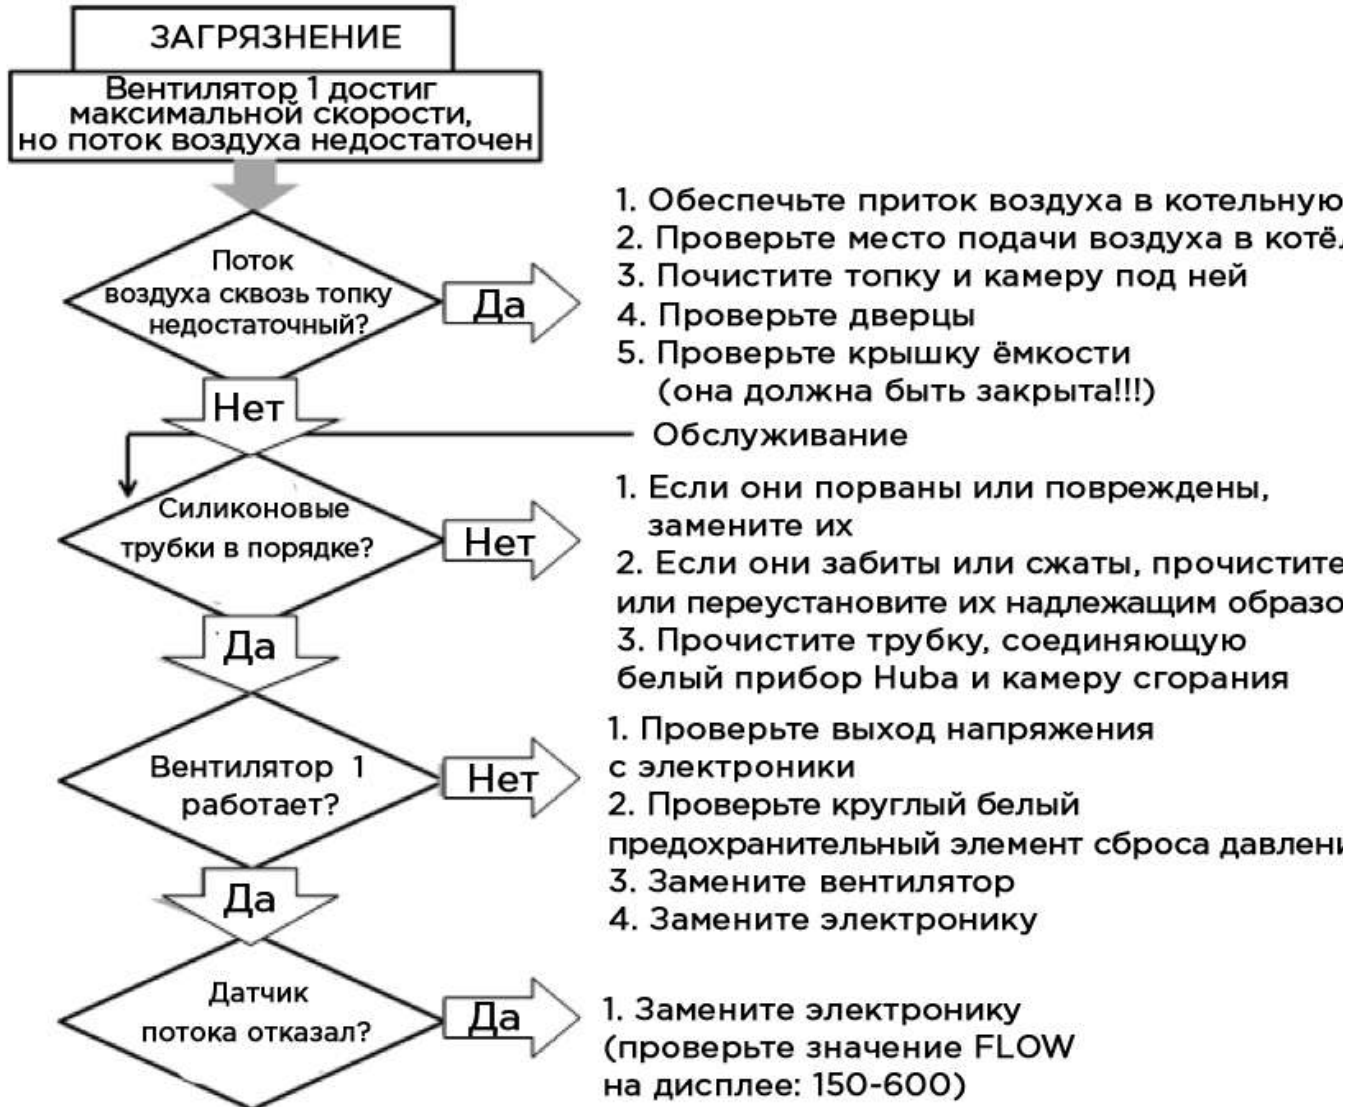 ЗАГРЯЗНЕНИЕ
Вентилятор 1 достиг
максимальной скорости,
но поток воздуха недостаточен
Поток
воздуха сквозь топку
недостаточный?
Да
1. Обеспечьте приток воздуха в котельную
2. Проверьте место подачи воздуха в котё
3. Почистите топку и камеру под ней
4. Проверьте дверцы
5. Проверьте крышку ёмкости
(она должна быть закрыта!!!)
Нет
Обслуживание
Силиконовые
трубки в порядке?
Нет
1. Если они порваны или повреждены,
замените их
2. Если они забиты или сжаты, прочистите
или переустановите их надлежащим образо
3. Прочистите трубку, соединяющую
белый прибор Huba и камеру сгорания
Да
Вентилятор 1
работает?
Нет
1. Проверьте выход напряжения
с электроники
2. Проверьте круглый белый
предохранительный элемент сброса давлени
3. Замените вентилятор
4. Замените электронику
Да
Датчик
потока отказал?
Да
1. Замените электронику
(проверьте значение FLOW
на дисплее: 150-600)